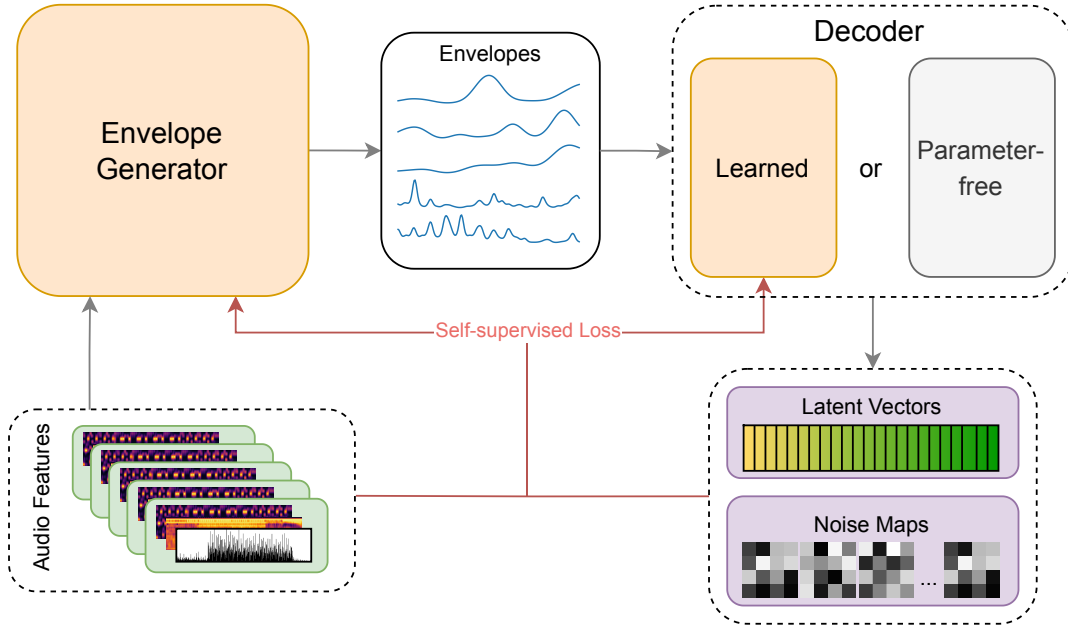 Envelope
Generator
Envelopes
Decoder
Learned
or
Parameter-
free
Self-supervised Loss
Audio Features
Latent Vectors
Noise Maps
...